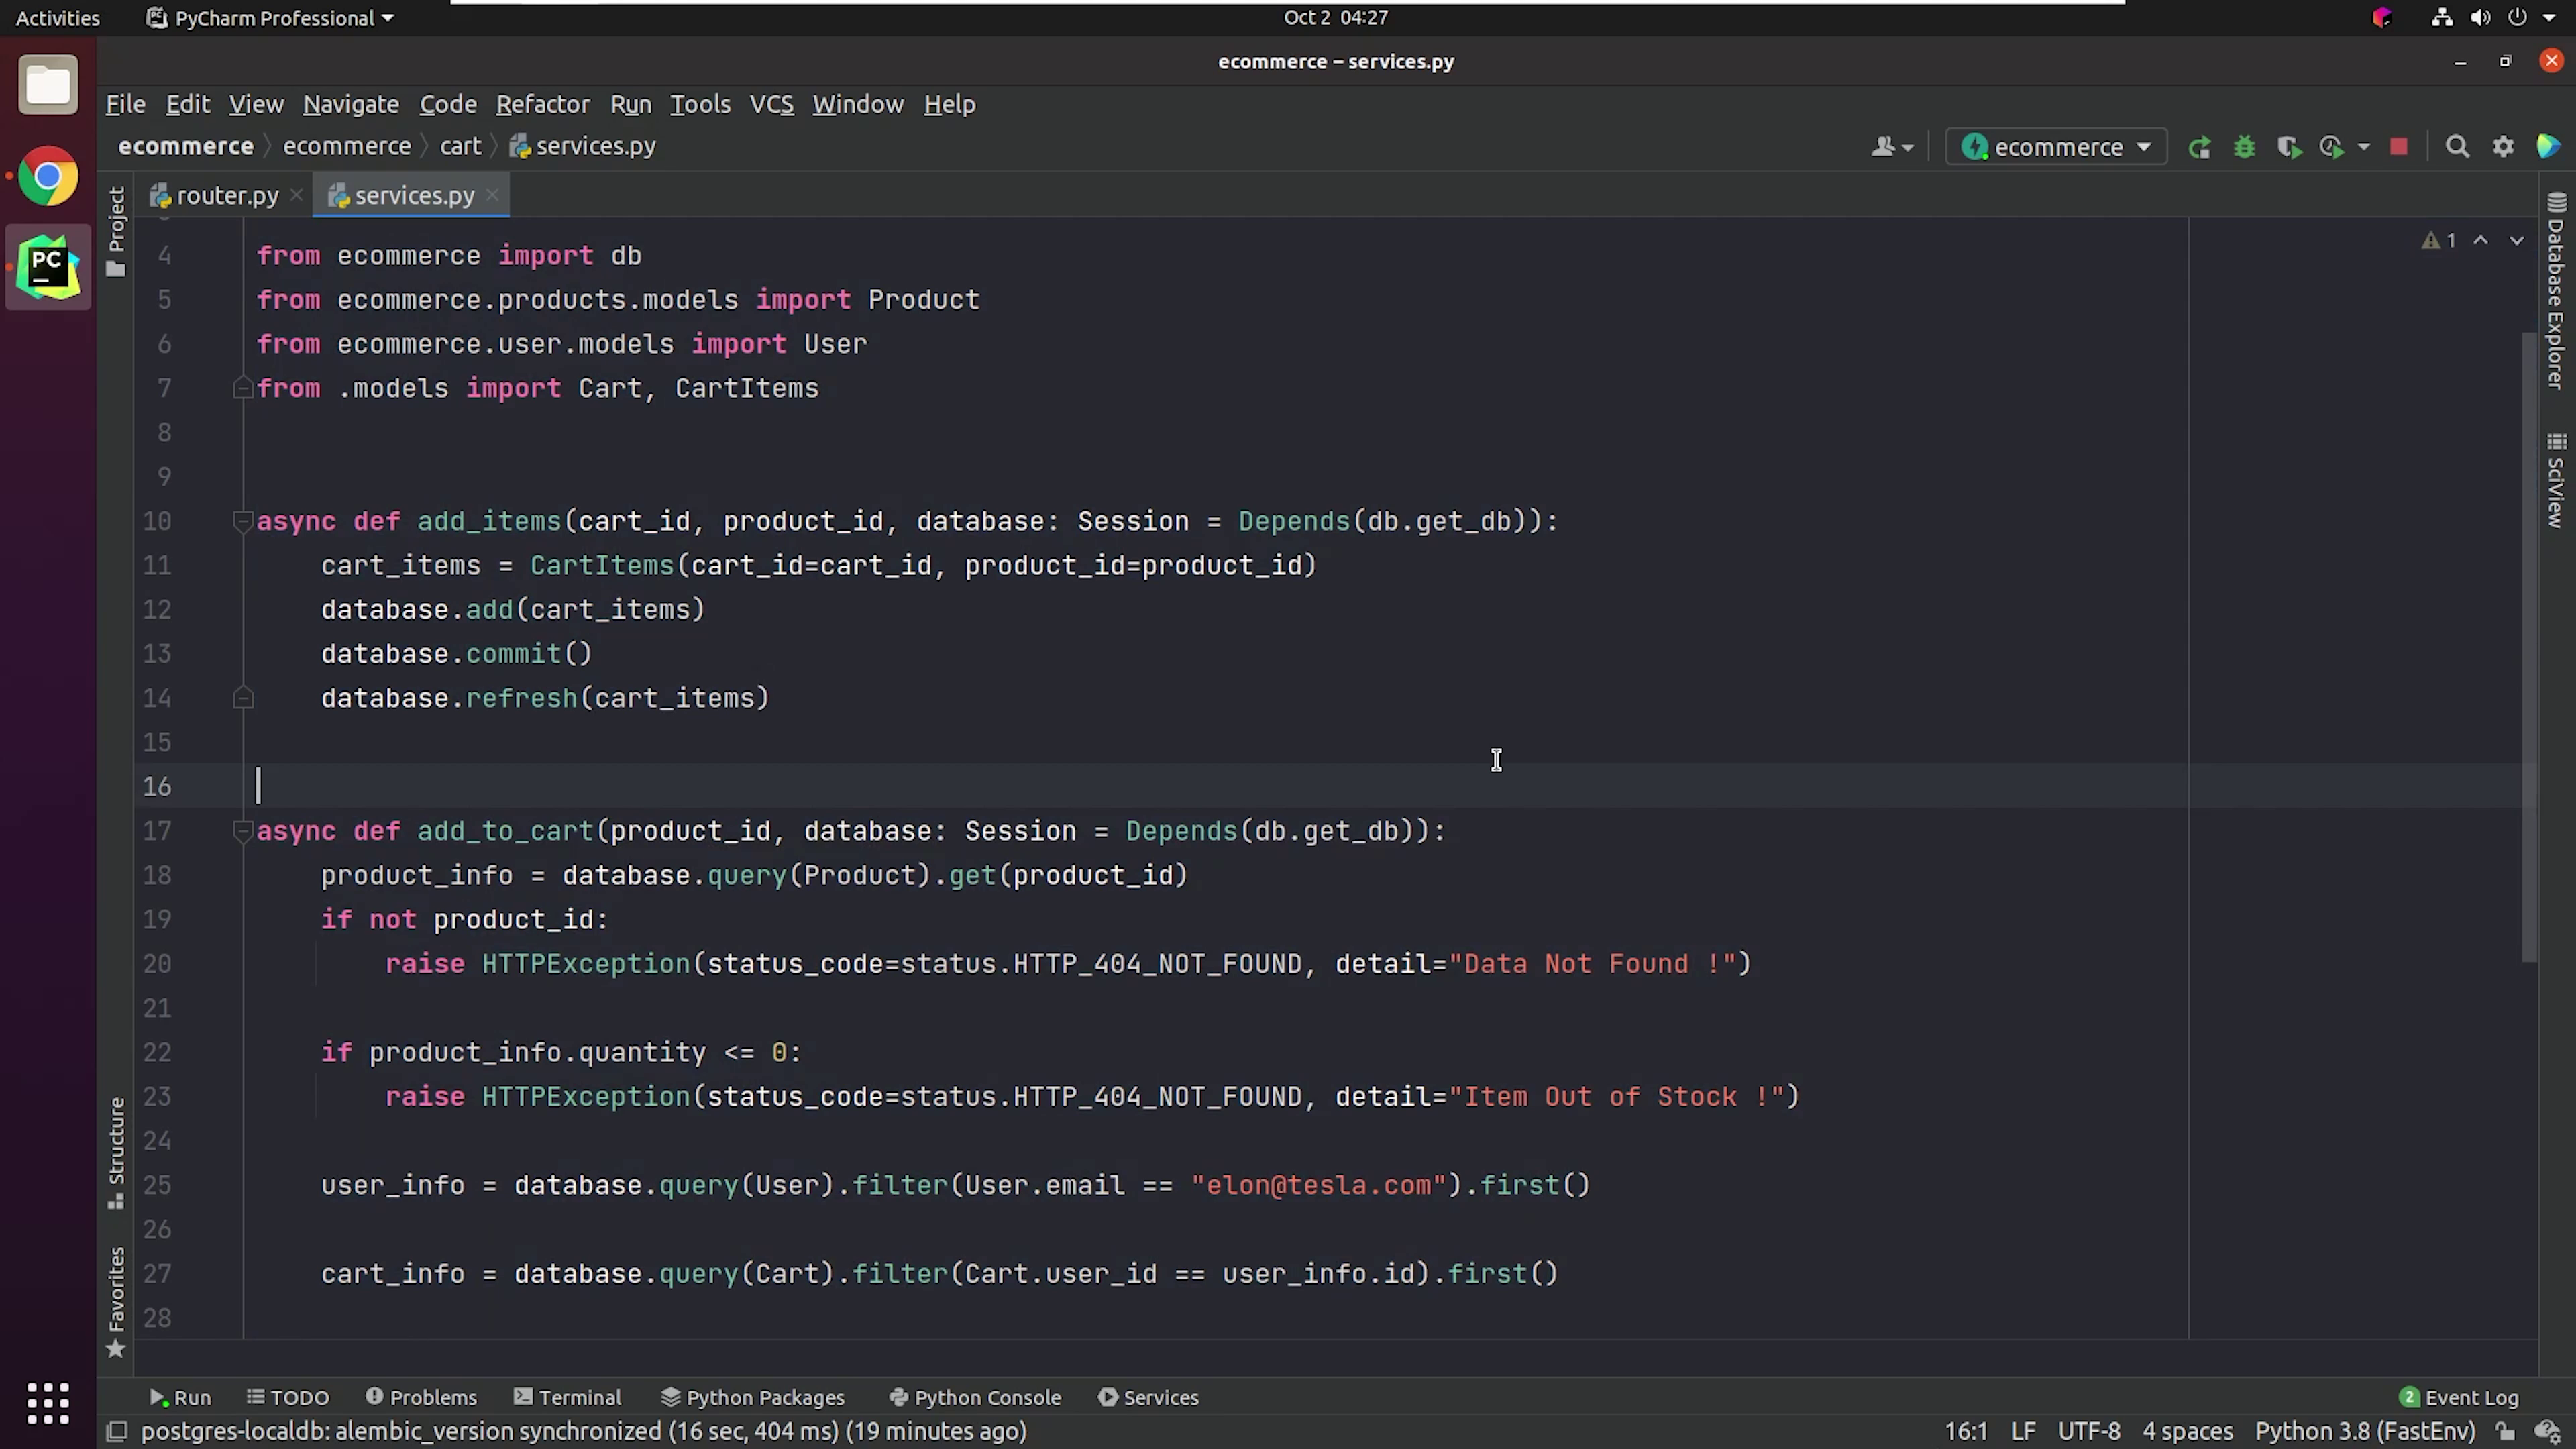 Activities
PyCharm Professional
Oct 2 04:27
ecommerce – services.py
File Edit View Navigate Code Refactor Run Tools VCS Window Help
ecommerce ecommerce cart services.py
ecommerce
router.py services.py
Project
Structure
Favorites
PC
1
4 from ecommerce import db
5 from ecommerce.products.models import Product
6 from ecommerce.user.models import User
7 from .models import Cart, CartItems
8
9
10 async def add_items(cart_id, product_id, database: Session = Depends(db.get_db)):
11 cart_items = CartItems(cart_id=cart_id, product_id=product_id)
12 database.add(cart_items)
13 database.commit()
14 database.refresh(cart_items)
15
16
17 async def add_to_cart(product_id, database: Session = Depends(db.get_db)):
18 product_info = database.query(Product).get(product_id)
19 if not product_id:
20 raise HTTPException(status_code=status.HTTP_404_NOT_FOUND, detail="Data Not Found !")
21
22 if product_info.quantity <= 0:
23 raise HTTPException(status_code=status.HTTP_404_NOT_FOUND, detail="Item Out of Stock !")
24
25 user_info = database.query(User).filter(User.email == "elon@tesla.com").first()
26
27 cart_info = database.query(Cart).filter(Cart.user_id == user_info.id).first()
28
Database Explorer
SciView
Run TODO Problems Terminal Python Packages Python Console Services
2 Event Log
postgres-localdb: alembic_version synchronized (16 sec, 404 ms) (19 minutes ago)
16:1 LF UTF-8 4 spaces Python 3.8 (FastEnv)